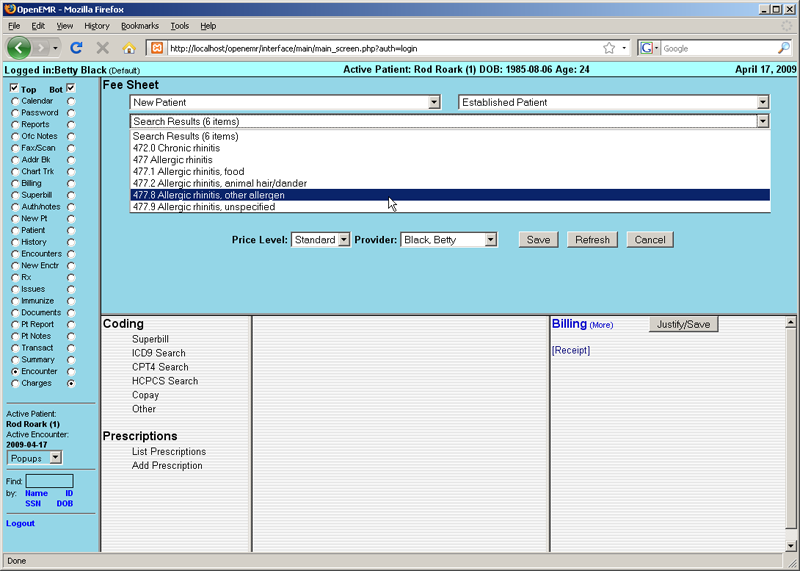 OpenEMR - Mozilla Firefox
File Edit View History Bookmarks Tools Help
http://localhost/openemr/interface/main/main_screen.php?auth=login
Google
Logged in:Betty Black (Default)
Active Patient: Rod Roark (1) DOB: 1985-08-06 Age: 24
April 17, 2009
Top Bot
Calendar
Password
Reports
Ofc Notes
Fax/Scan
Addr Bk
Chart Trk
Billing
Superbill
Auth/notes
New Pt
Patient
History
Encounters
New Enctr
Rx
Issues
Immunize
Documents
Pt Report
Pt Notes
Transact
Summary
Encounter
Charges
Active Patient:
Rod Roark (1)
Active Encounter:
2009-04-17
Popups
Find:
by: Name ID
SSN DOB
Logout
Fee Sheet
New Patient
Established Patient
Search Results (6 items)
Search Results (6 items)
472.0 Chronic rhinitis
477 Allergic rhinitis
477.1 Allergic rhinitis, food
477.2 Allergic rhinitis, animal hair/dander
477.8 Allergic rhinitis, other allergen
477.9 Allergic rhinitis, unspecified
Price Level: Standard Provider: Black, Betty Save Refresh Cancel
Coding
Superbill
ICD9 Search
CPT4 Search
HCPCS Search
Copay
Other
Prescriptions
List Prescriptions
Add Prescription
Billing (More) Justify/Save
[Receipt]
Done